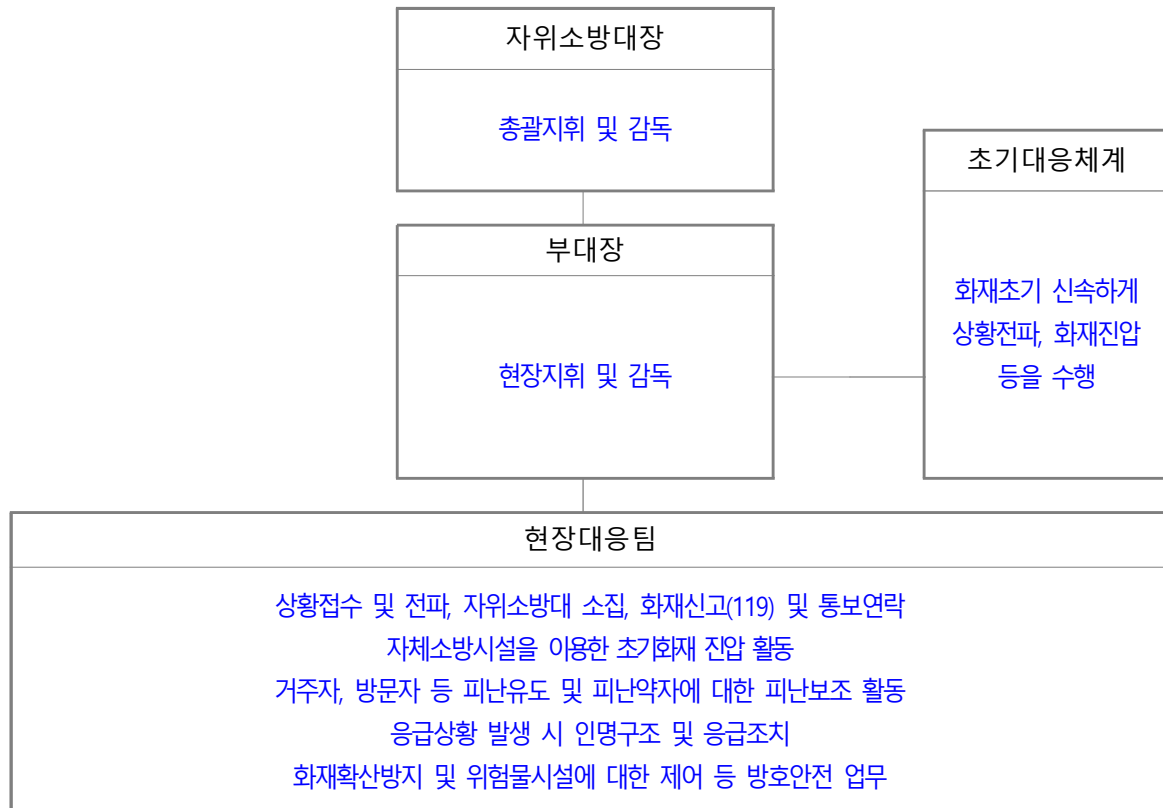 자위소방대장
총괄지휘 및 감독
부대장
현장지휘 및 감독
초기대응체계
화재초기 신속하게
상황전파, 화재진압
등을 수행
현장대응팀
상황접수 및 전파, 자위소방대 소집, 화재신고(119) 및 통보연락
자체소방시설을 이용한 초기화재 진압 활동
거주자, 방문자 등 피난유도 및 피난약자에 대한 피난보조 활동
응급상황 발생 시 인명구조 및 응급조치
화재확산방지 및 위험물시설에 대한 제어 등 방호안전 업무